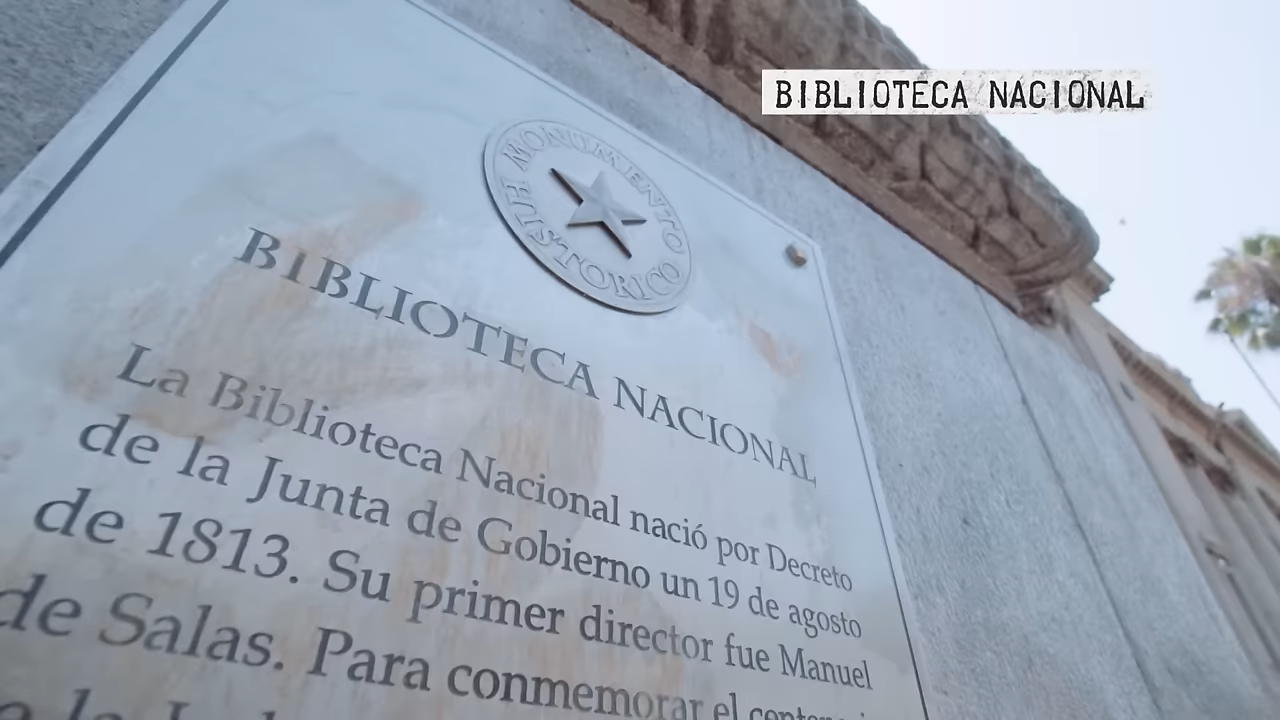 BIBLIOTECA NACIONAL
MONUMENTO HISTORICO
BIBLIOTECA NACIONAL
La Biblioteca Nacional nació por Decreto
de la Junta de Gobierno un 19 de agosto
de 1813. Su primer director fue Manuel
de Salas. Para conmemorar el